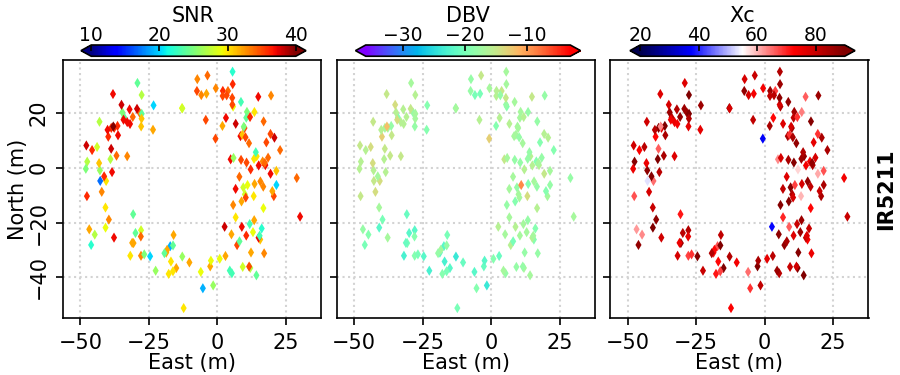 SNR DBV Xc
10 20 30 40 −30 −20 −10 20 40 60 80
20
0
−20
−40
North (m)
IR5211
−50 −25 0 25 −50 −25 0 25 −50 −25 0 25
East (m) East (m) East (m)